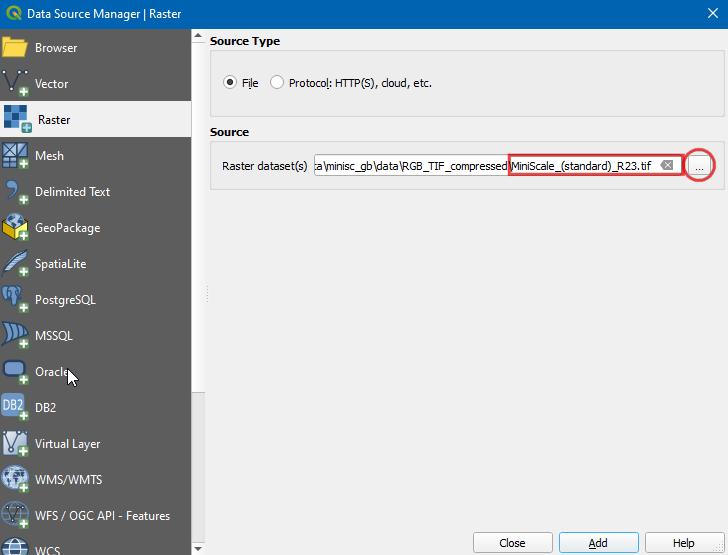 Data Source Manager | Raster
Browser
Vector
Raster
Mesh
Delimited Text
GeoPackage
SpatiaLite
PostgreSQL
MSSQL
Oracle
DB2
DB2
Virtual Layer
WMS/WMTS
WFS / OGC API - Features
WCS
Source Type
File
Protocol: HTTP(S), cloud, etc.
Source
Raster dataset(s) ta\minisc_gb\data\RGB_TIF_compressed\MiniScale_(standard)_R23.tif ...
Close Add Help